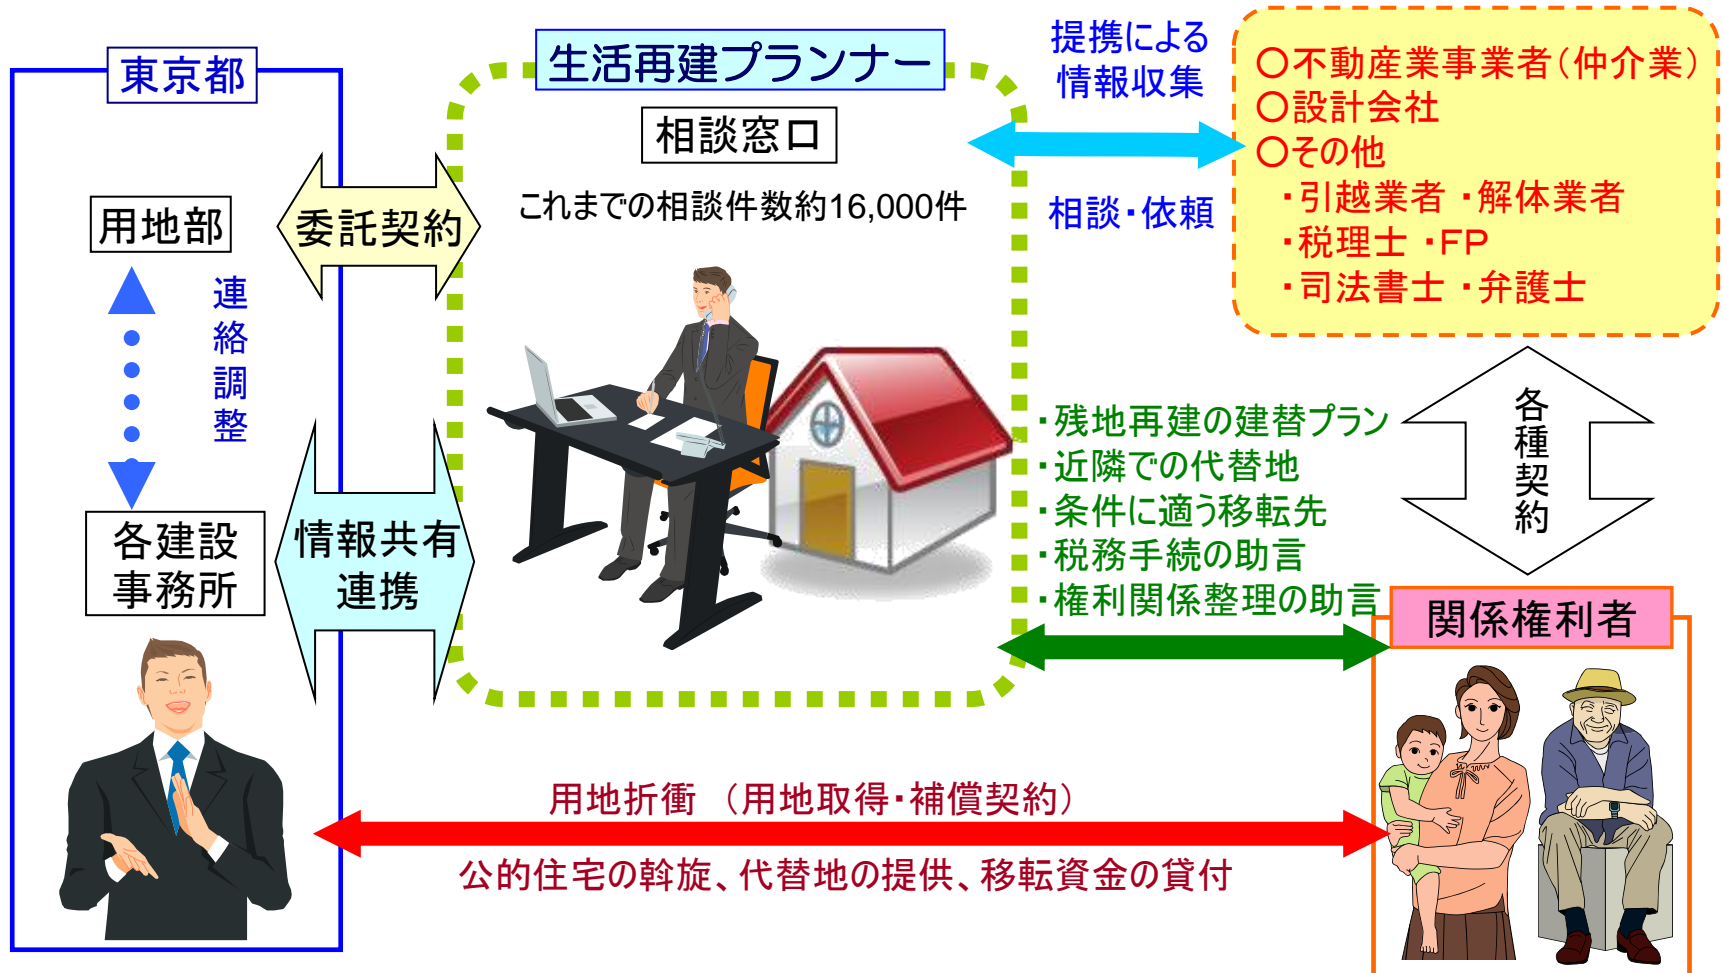 東京都
用地部
連絡調整
各建設
事務所
委託契約
情報共有
連携
生活再建プランナー
相談窓口
これまでの相談件数約16,000件
提携による
情報収集
相談・依頼
○不動産業事業者(仲介業)
○設計会社
○その他
・引越業者 ・解体業者
・税理士 ・FP
・司法書士 ・弁護士
・残地再建の建替プラン
・近隣での代替地
・条件に適う移転先
・税務手続の助言
・権利関係整理の助言
各種契約
関係権利者
用地折衝 (用地取得・補償契約)
公的住宅の斡旋、代替地の提供、移転資金の貸付